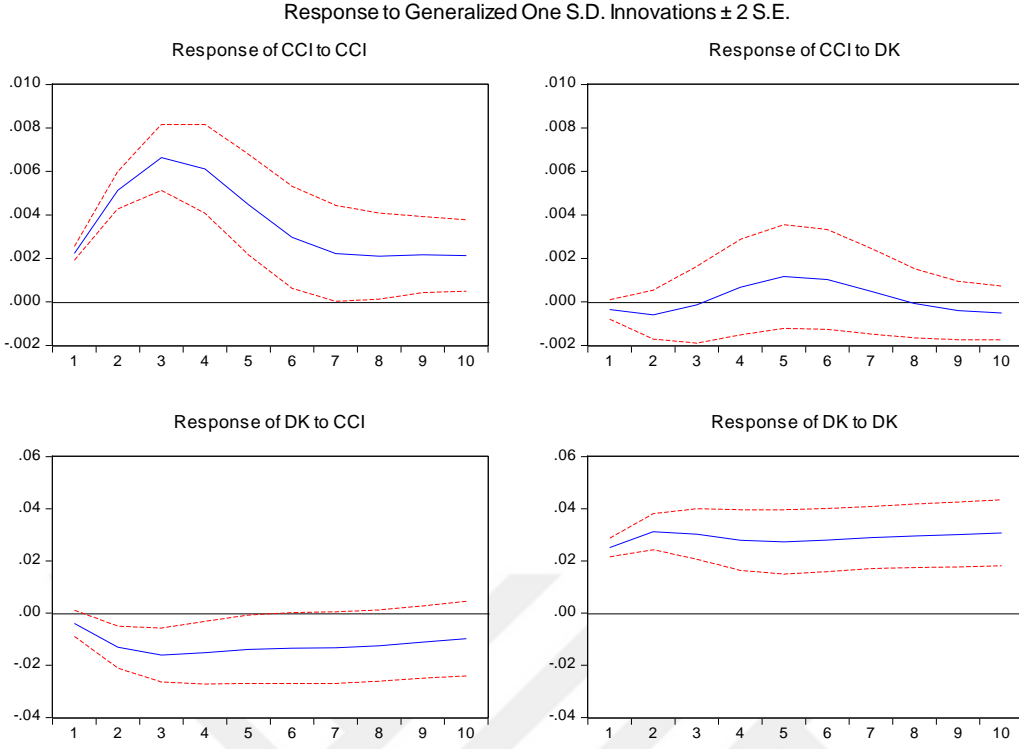 Response to Generalized One S.D. Innovations ± 2 S.E.
Response of CCI to CCI
.010
.008
.006
.004
.002
.000
-.002
1 2 3 4 5 6 7 8 9 10
Response of CCI to DK
.010
.008
.006
.004
.002
.000
-.002
1 2 3 4 5 6 7 8 9 10
Response of DK to CCI
.06
.04
.02
.00
-.02
-.04
1 2 3 4 5 6 7 8 9 10
Response of DK to DK
.06
.04
.02
.00
-.02
-.04
1 2 3 4 5 6 7 8 9 10